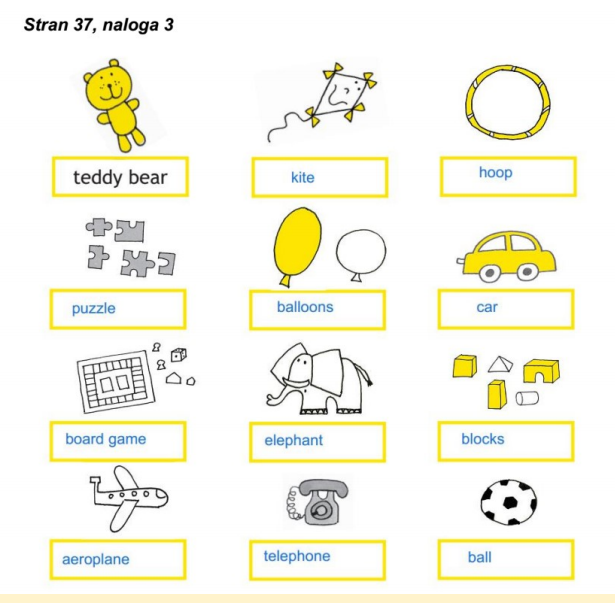 Stran 37, naloga 3
teddy bear
kite
hoop
puzzle
balloons
car
board game
elephant
blocks
aeroplane
telephone
ball